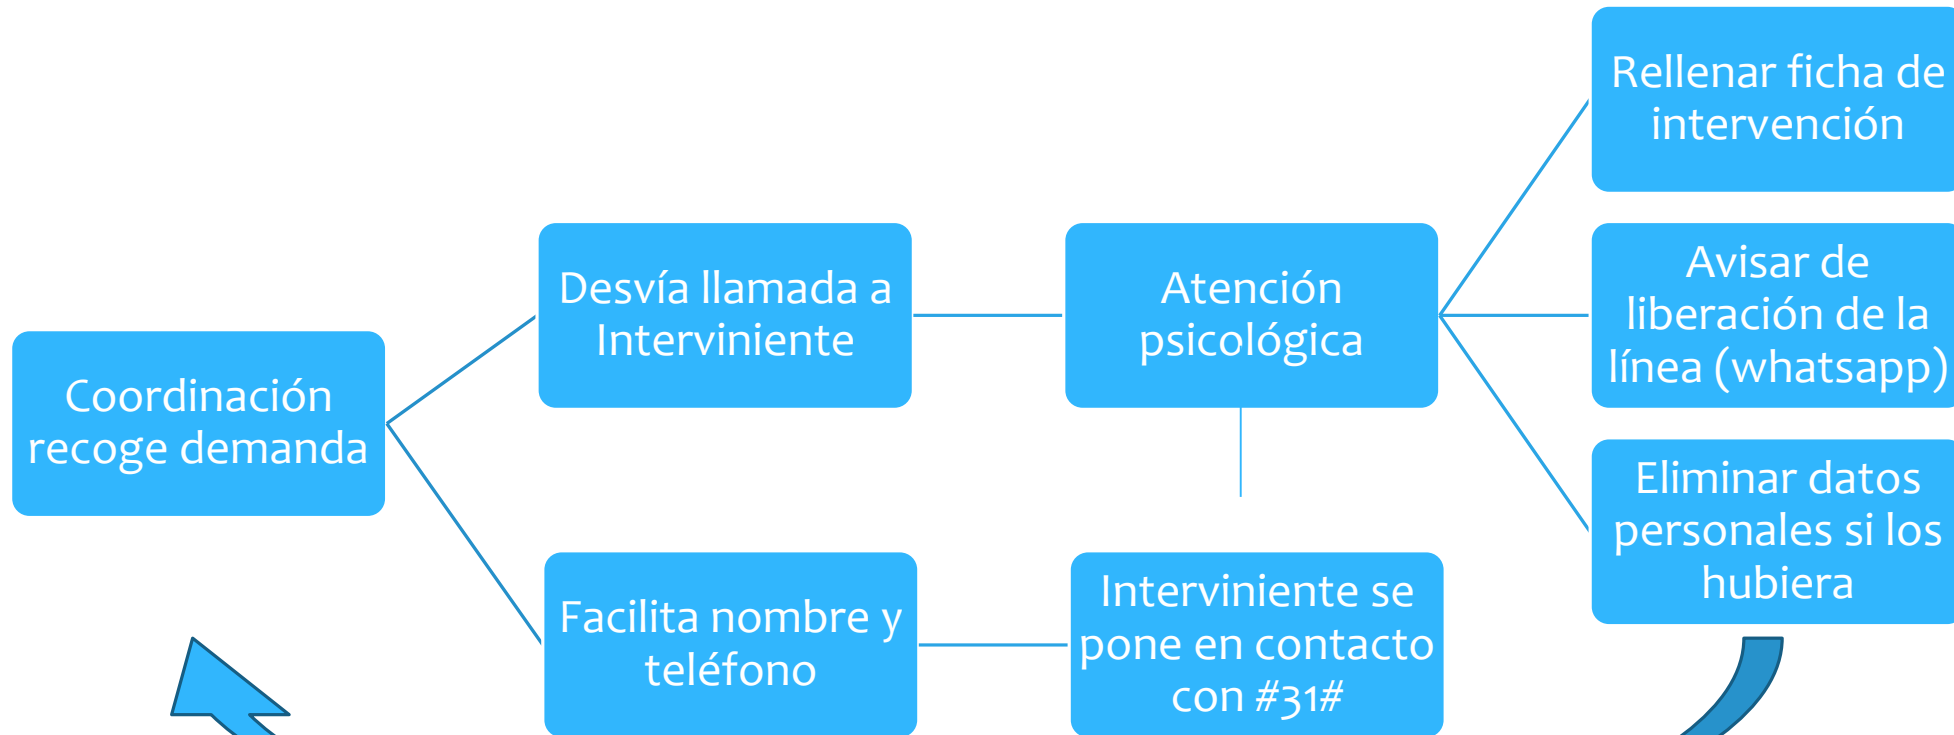 Coordinación
recoge demanda
Desvía llamada a
Interviniente
Facilita nombre y
teléfono
Atención
psicológica
Interviniente se
pone en contacto
con #31#
Rellenar ficha de
intervención
Avisar de
liberación de la
línea (whatsapp)
Eliminar datos
personales si los
hubiera